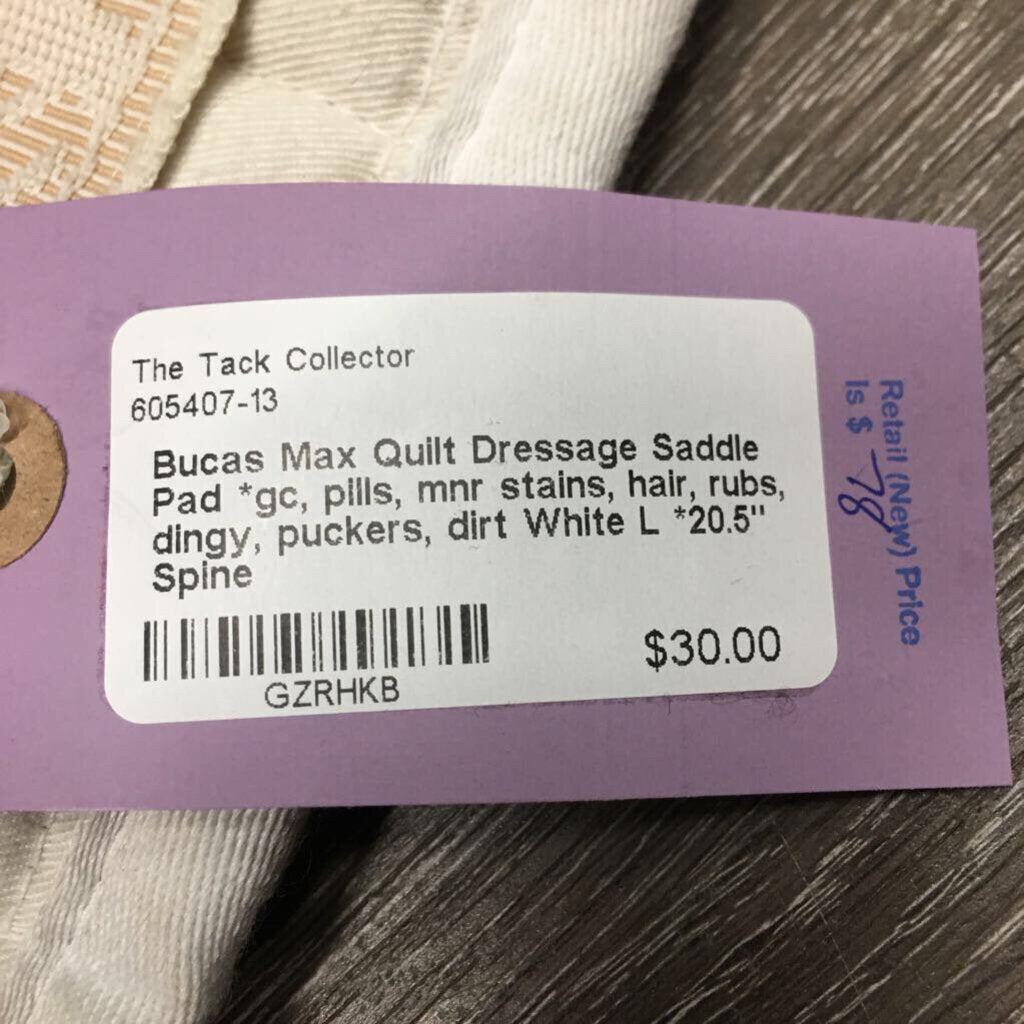 The Tack Collector
605407-13
Bucas Max Quilt Dressage Saddle
Pad *gc, pills, mnr stains, hair, rubs,
dingy, puckers, dirt White L *20.5"
Spine
GZRHKB
$30.00
Retail (New) Price
Is $ 78